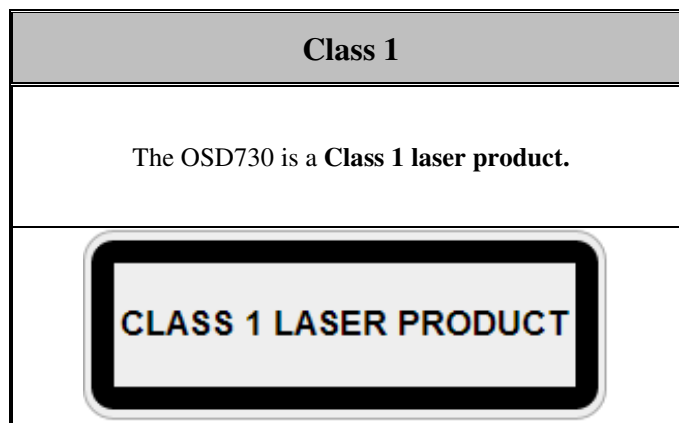 Class 1
The OSD730 is a Class 1 laser product.
CLASS 1 LASER PRODUCT